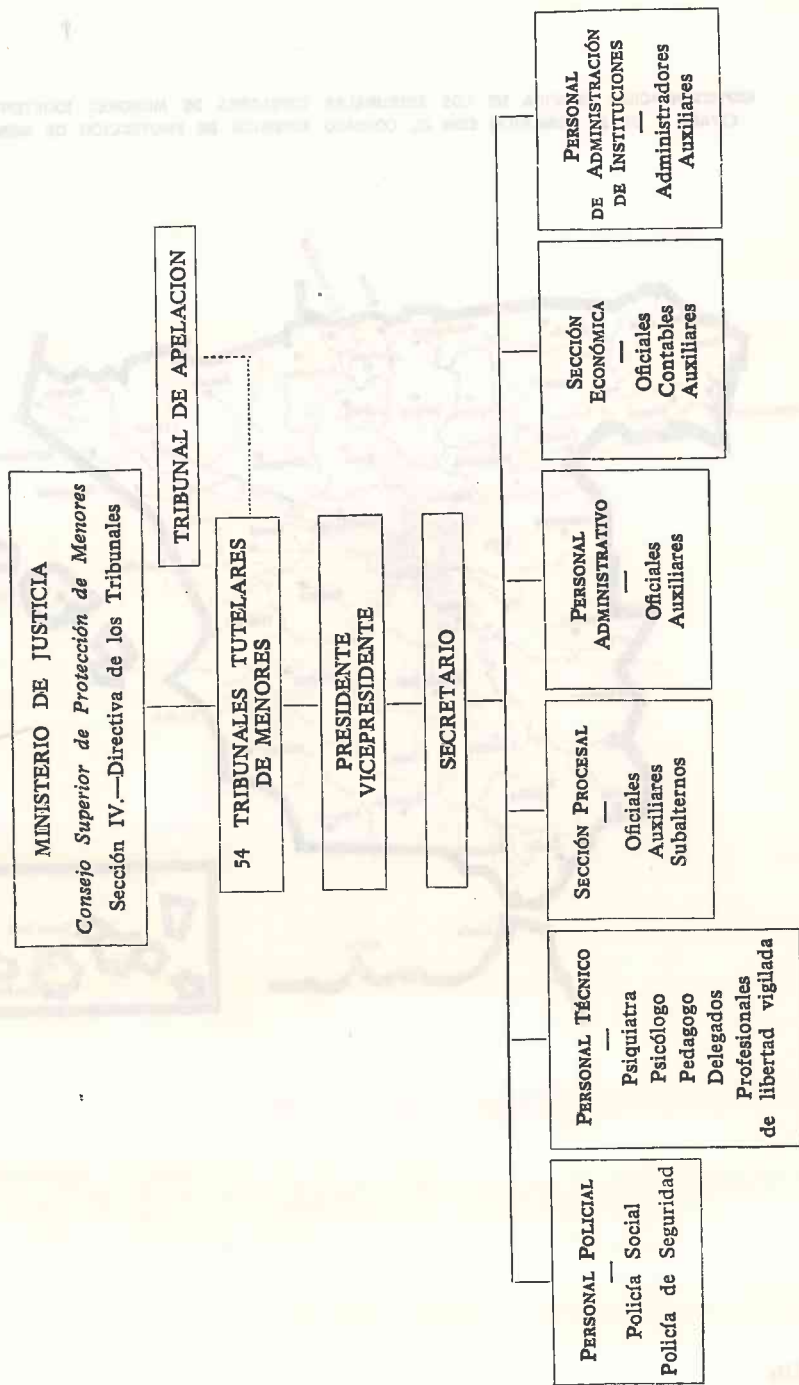 MINISTERIO DE JUSTICIA
Consejo Superior de Protección de Menores
Sección IV.—Directiva de los Tribunales
TRIBUNAL DE APELACION
54 TRIBUNALES TUTELARES
DE MENORES
PRESIDENTE
VICEPRESIDENTE
SECRETARIO
PERSONAL POLICIAL
—
Policía Social
Policía de Seguridad
PERSONAL TÉCNICO
—
Psiquiatra
Psicólogo
Pedagogo
Delegados
Profesionales
de libertad vigilada
SECCIÓN PROCESAL
—
Oficiales
Auxiliares
Subalternos
PERSONAL
ADMINISTRATIVO
—
Oficiales
Auxiliares
SECCIÓN
ECONÓMICA
—
Oficiales
Contables
Auxiliares
PERSONAL
DE ADMINISTRACIÓN
DE INSTITUCIONES
—
Administradores
Auxiliares